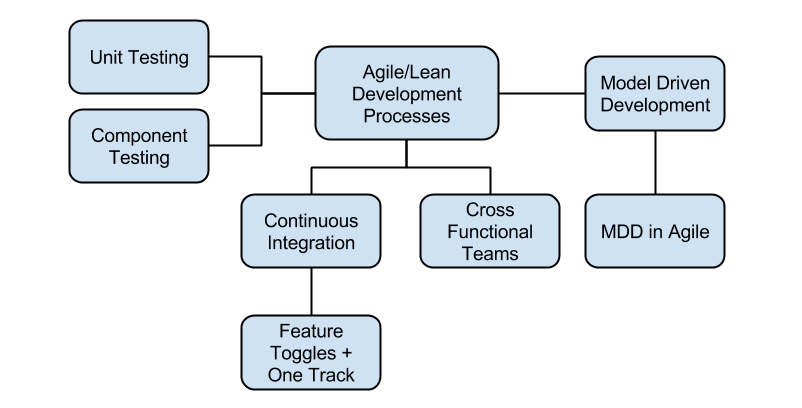 Unit Testing
Component
Testing
Agile/Lean
Development
Processes
Model Driven
Development
Continuous
Integration
Cross
Functional
Teams
MDD in Agile
Feature
Toggles +
One Track